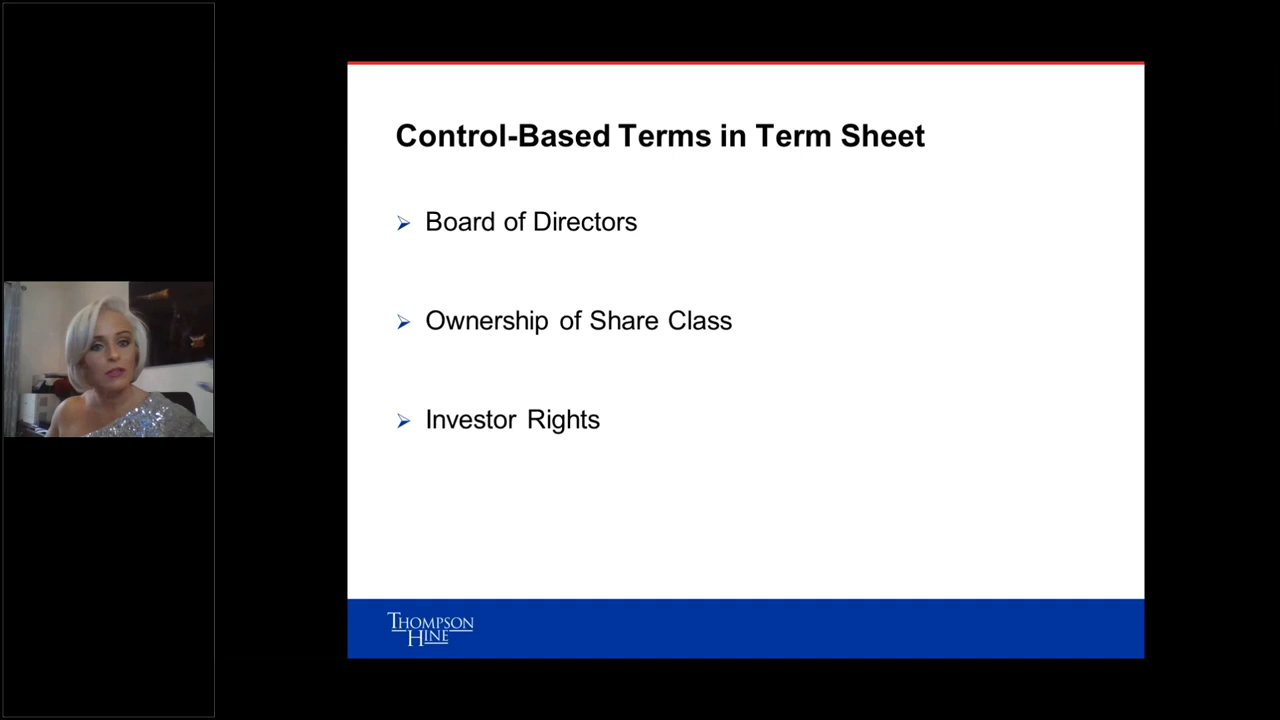 Control-Based Terms in Term Sheet
Board of Directors
Ownership of Share Class
Investor Rights
THOMPSON
HINE